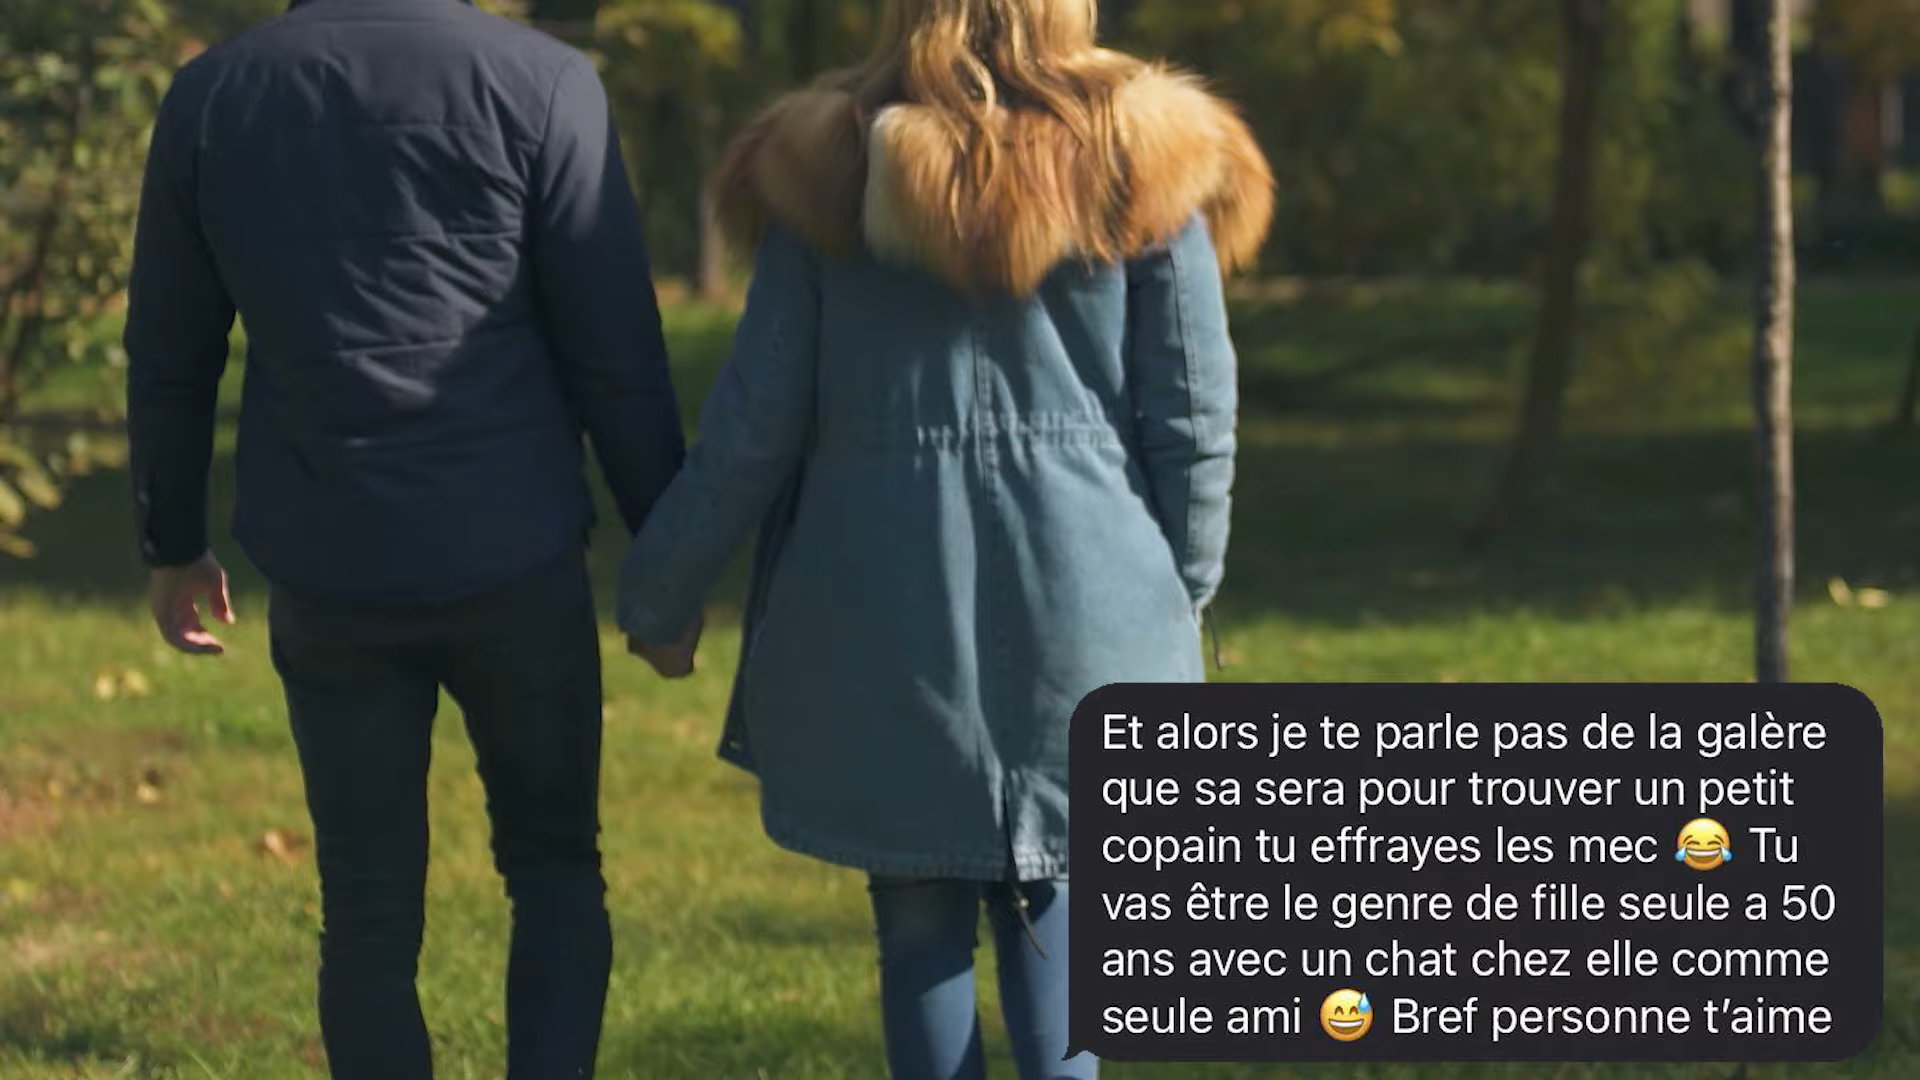 Et alors je te parle pas de la galère
que sa sera pour trouver un petit
copain tu effrayes les mec 😂 Tu
vas être le genre de fille seule a 50
ans avec un chat chez elle comme
seule ami 😅 Bref personne t’aime